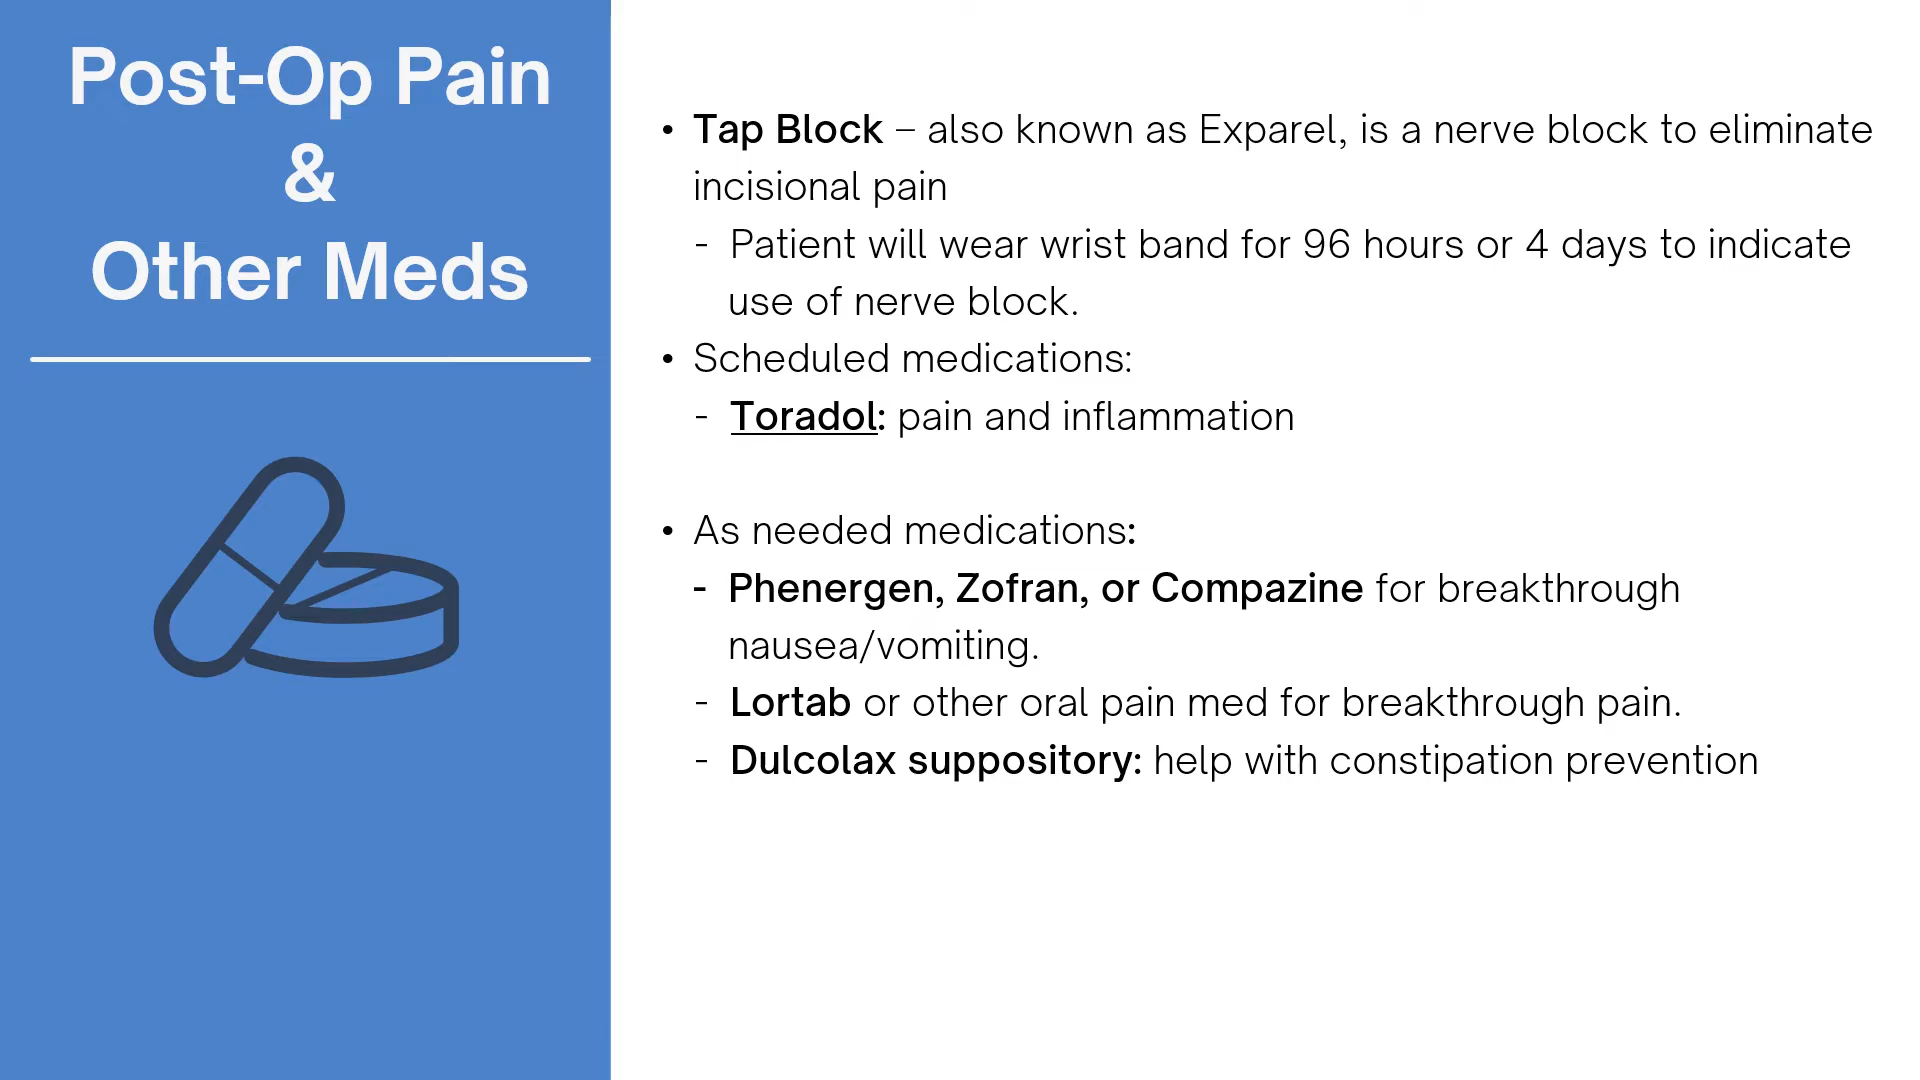 Post-Op Pain
&
Other Meds
• Tap Block – also known as Exparel, is a nerve block to eliminate
incisional pain
- Patient will wear wrist band for 96 hours or 4 days to indicate
use of nerve block.
• Scheduled medications:
- Toradol: pain and inflammation
• As needed medications:
- Phenergen, Zofran, or Compazine for breakthrough
nausea/vomiting.
- Lortab or other oral pain med for breakthrough pain.
- Dulcolax suppository: help with constipation prevention